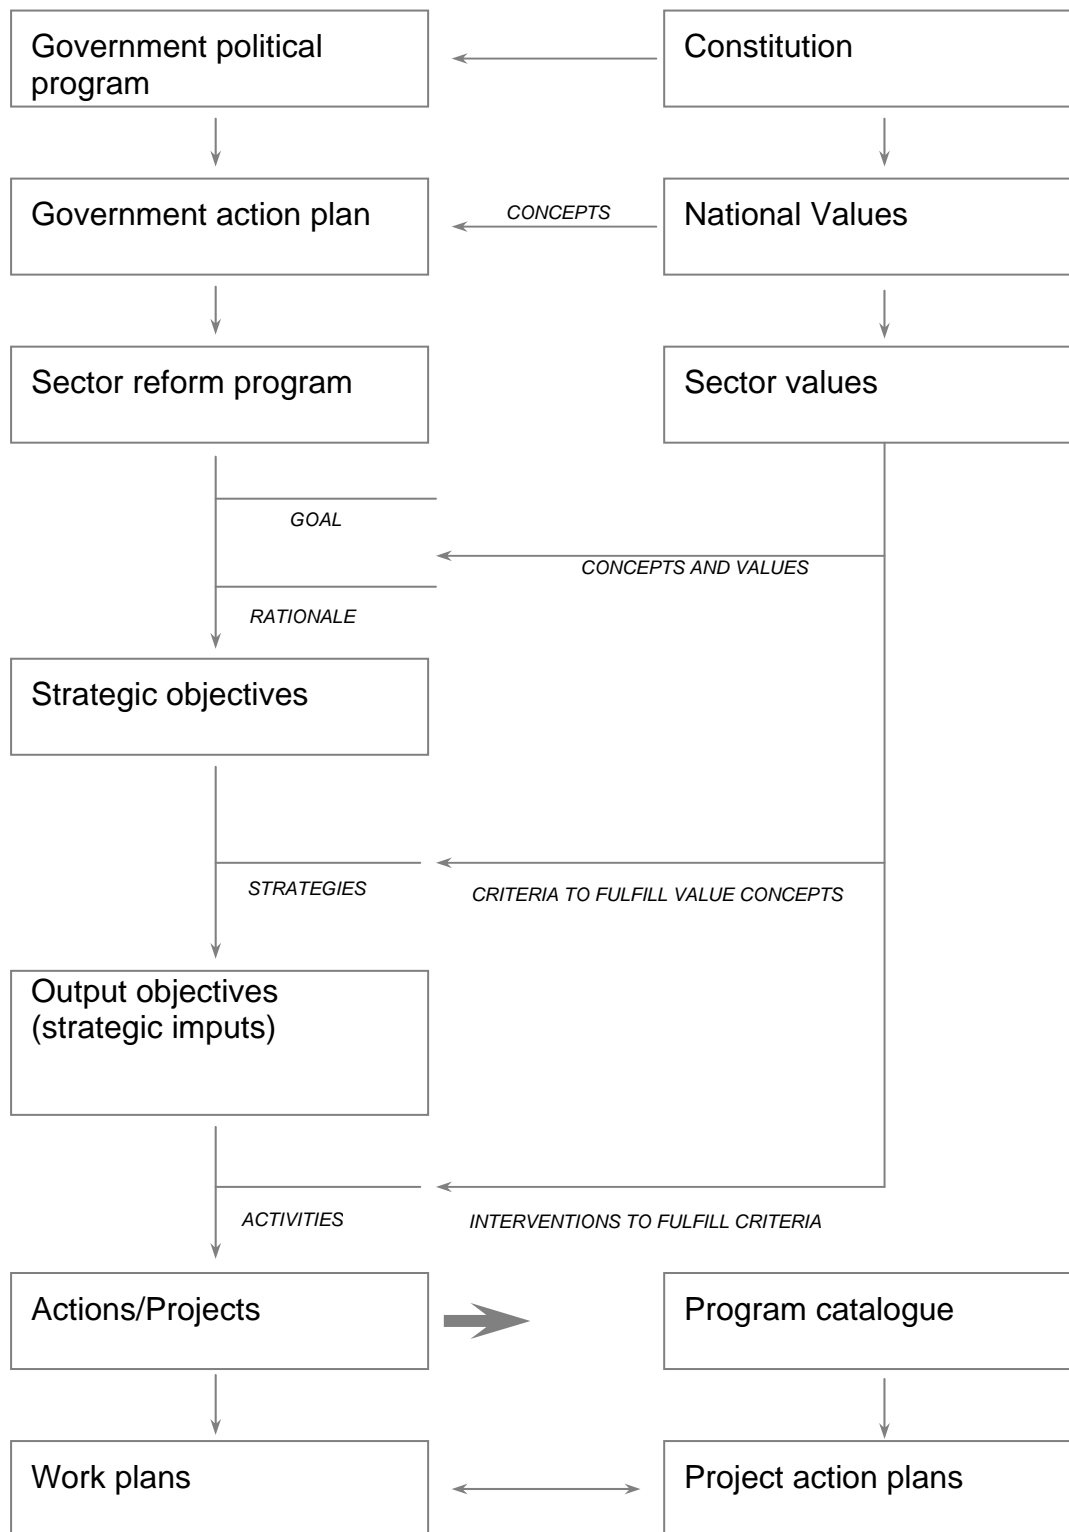 Government political
program
Constitution
Government action plan
CONCEPTS
National Values
Sector reform program
Sector values
GOAL
CONCEPTS AND VALUES
RATIONALE
Strategic objectives
STRATEGIES
CRITERIA TO FULFILL VALUE CONCEPTS
Output objectives
(strategic imputs)
ACTIVITIES
INTERVENTIONS TO FULFILL CRITERIA
Actions/Projects
Program catalogue
Work plans
Project action plans